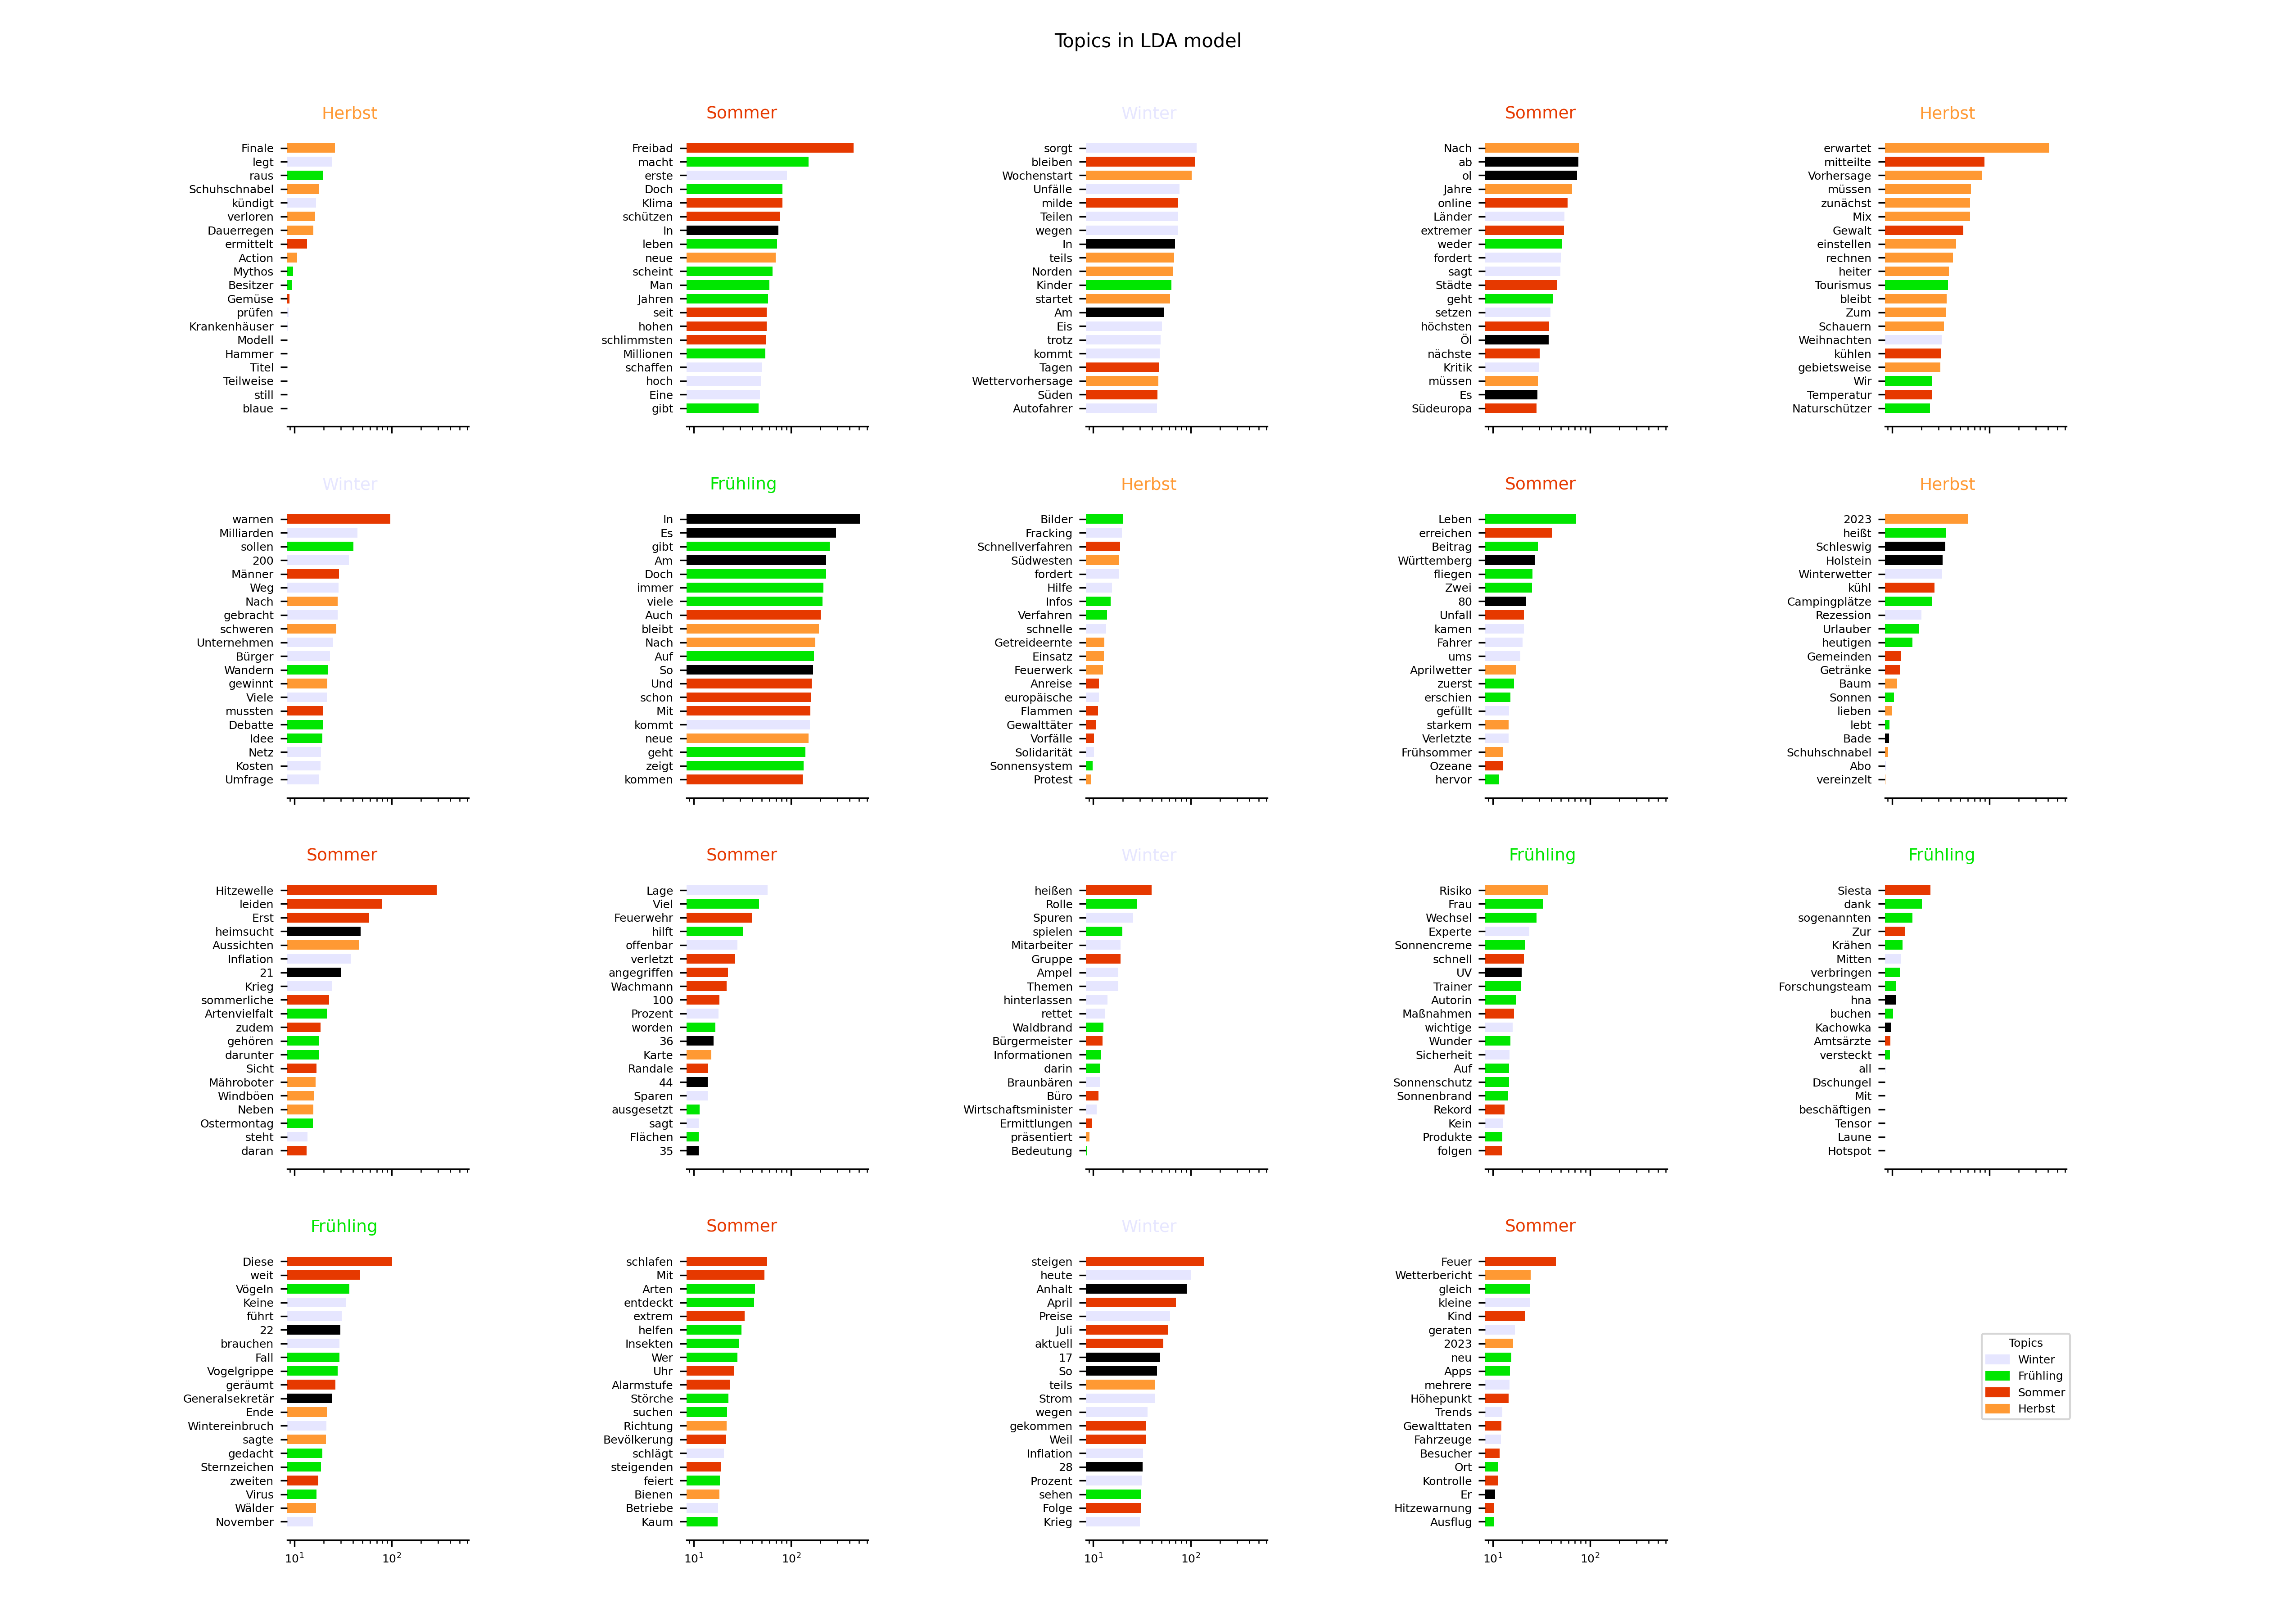 Topics in LDA model
Herbst
Finale
legt
raus
Schuhschnabel
kündigt
verloren
Dauerregen
ermittelt
Action
Mythos
Besitzer
Gemüse
prüfen
Krankenhäuser
Modell
Hammer
Titel
Teilweise
still
blaue
Sommer
Freibad
macht
erste
Doch
Klima
schützen
In
leben
neue
scheint
Man
Jahren
seit
hohen
schlimmsten
Millionen
schaffen
hoch
Eine
gibt
Winter
sorgt
bleiben
Wochenstart
Unfälle
milde
Teilen
wegen
In
teils
Norden
Kinder
startet
Am
Eis
trotz
kommt
Tagen
Wettervorhersage
Süden
Autofahrer
Sommer
Nach
ab
ol
Jahre
online
Länder
extremer
weder
fordert
sagt
Städte
geht
setzen
höchsten
Öl
nächste
Kritik
müssen
Es
Südeuropa
Herbst
erwartet
mitteilte
Vorhersage
müssen
zunächst
Mix
Gewalt
einstellen
rechnen
heiter
Tourismus
bleibt
Zum
Schauern
Weihnachten
kühlen
gebietsweise
Wir
Temperatur
Naturschützer
Winter
warnen
Milliarden
sollen
200
Männer
Weg
Nach
gebracht
schweren
Unternehmen
Bürger
Wandern
gewinnt
Viele
mussten
Debatte
Idee
Netz
Kosten
Umfrage
Frühling
In
Es
gibt
Am
Doch
immer
viele
Auch
bleibt
Nach
Auf
So
Und
schon
Mit
kommt
neue
geht
zeigt
kommen
Herbst
Bilder
Fracking
Schnellverfahren
Südwesten
fordert
Hilfe
Infos
Verfahren
schnelle
Getreideernte
Einsatz
Feuerwerk
Anreise
europäische
Flammen
Gewalttäter
Vorfälle
Solidarität
Sonnensystem
Protest
Sommer
Leben
erreichen
Beitrag
Württemberg
fliegen
Zwei
80
Unfall
kamen
Fahrer
ums
Aprilwetter
zuerst
erschien
gefüllt
starkem
Verletzte
Frühsommer
Ozeane
hervor
Herbst
2023
heißt
Schleswig
Holstein
Winterwetter
kühl
Campingplätze
Rezession
Urlauber
heutigen
Gemeinden
Getränke
Baum
Sonnen
lieben
lebt
Bade
Schuhschnabel
Abo
vereinzelt
Sommer
Hitzewelle
leiden
Erst
heimsucht
Aussichten
Inflation
21
Krieg
sommerliche
Artenvielfalt
zudem
gehören
darunter
Sicht
Mähroboter
Windböen
Neben
Ostermontag
steht
daran
Sommer
Lage
Viel
Feuerwehr
hilft
offenbar
verletzt
angegriffen
Wachmann
100
Prozent
worden
36
Karte
Randale
44
Sparen
ausgesetzt
sagt
Flächen
35
Winter
heißen
Rolle
Spuren
spielen
Mitarbeiter
Gruppe
Ampel
Themen
hinterlassen
rettet
Waldbrand
Bürgermeister
Informationen
darin
Braunbären
Büro
Wirtschaftsminister
Ermittlungen
präsentiert
Bedeutung
Frühling
Risiko
Frau
Wechsel
Experte
Sonnencreme
schnell
UV
Trainer
Autorin
Maßnahmen
wichtige
Wunder
Sicherheit
Auf
Sonnenschutz
Sonnenbrand
Rekord
Kein
Produkte
folgen
Frühling
Siesta
dank
sogenannten
Zur
Krähen
Mitten
verbringen
Forschungsteam
hna
buchen
Kachowka
Amtsärzte
versteckt
all
Dschungel
Mit
beschäftigen
Tensor
Laune
Hotspot
Frühling
Diese
weit
Vögeln
Keine
führt
22
brauchen
Fall
Vogelgrippe
geräumt
Generalsekretär
Ende
Wintereinbruch
sagte
gedacht
Sternzeichen
zweiten
Virus
Wälder
November
10¹ 10²
Sommer
schlafen
Mit
Arten
entdeckt
extrem
helfen
Insekten
Wer
Uhr
Alarmstufe
Störche
suchen
Richtung
Bevölkerung
schlägt
steigenden
feiert
Bienen
Betriebe
Kaum
10¹ 10²
Winter
steigen
heute
Anhalt
April
Preise
Juli
aktuell
17
So
teils
Strom
wegen
gekommen
Weil
Inflation
28
Prozent
sehen
Folge
Krieg
10¹ 10²
Sommer
Feuer
Wetterbericht
gleich
kleine
Kind
geraten
2023
neu
Apps
mehrere
Höhepunkt
Trends
Gewalttaten
Fahrzeuge
Besucher
Ort
Kontrolle
Er
Hitzewarnung
Ausflug
10¹ 10²
Topics
Winter
Frühling
Sommer
Herbst